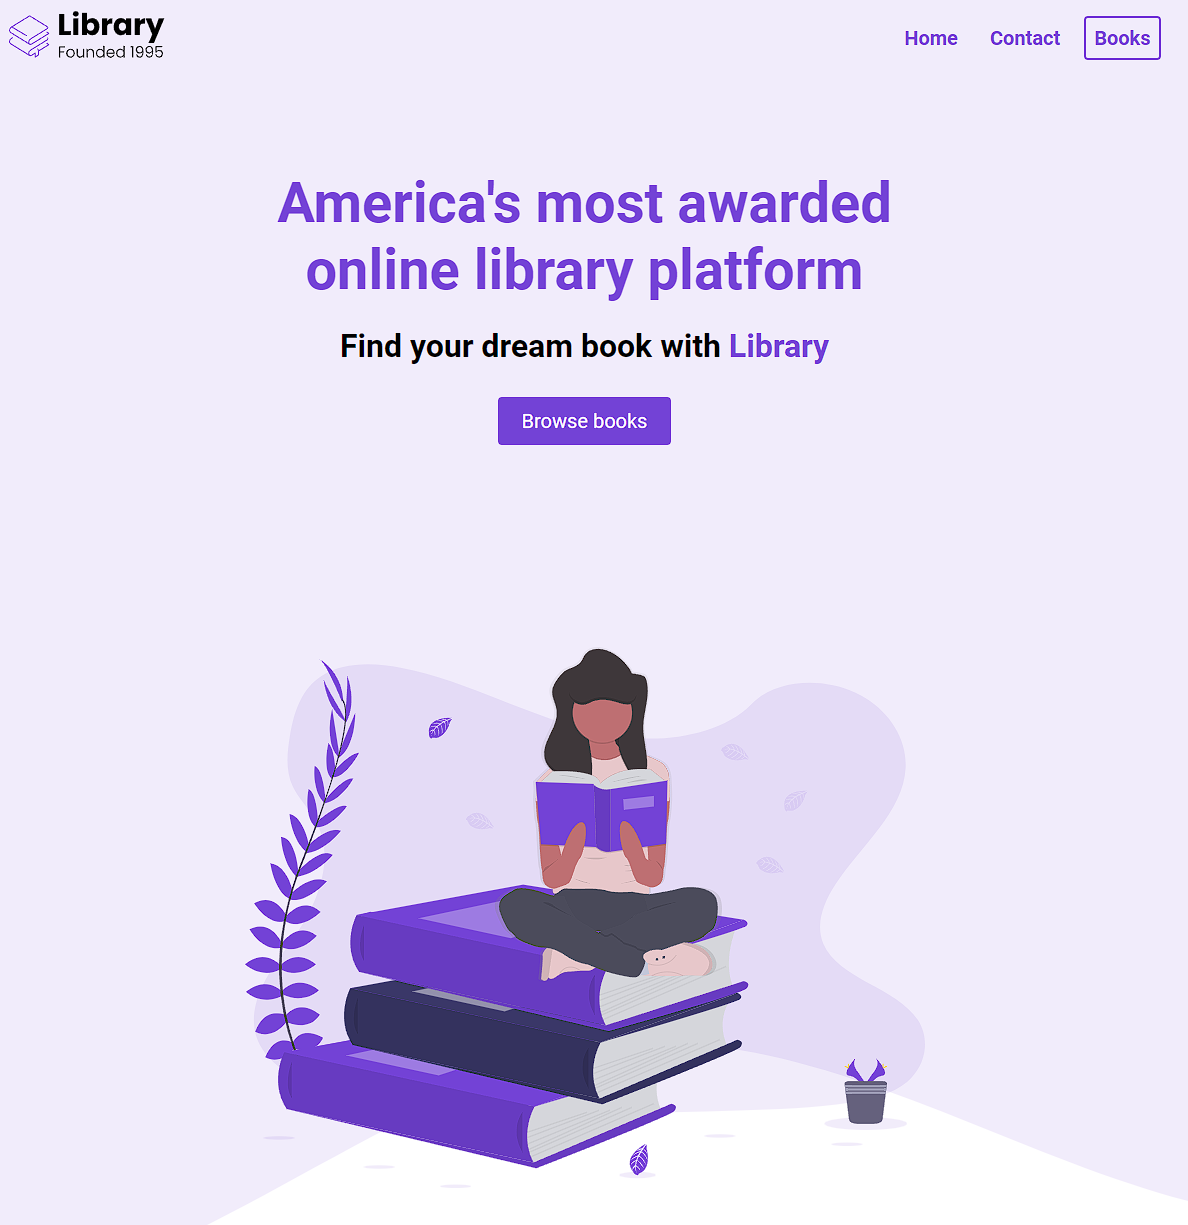 Library
Founded 1995
Home Contact Books
America's most awarded
online library platform
Find your dream book with Library
Browse books